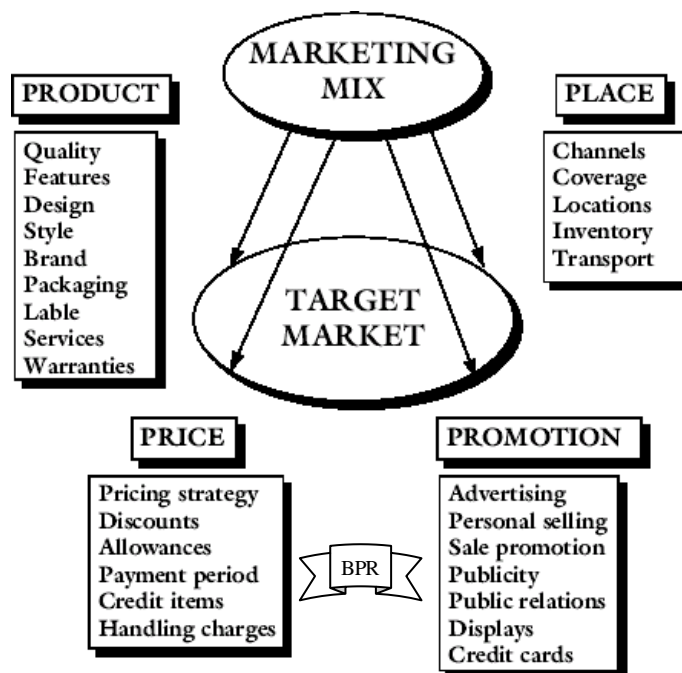 MARKETING
MIX
PRODUCT
Quality
Features
Design
Style
Brand
Packaging
Lable
Services
Warranties
PLACE
Channels
Coverage
Locations
Inventory
Transport
TARGET
MARKET
PRICE
Pricing strategy
Discounts
Allowances
Payment period
Credit items
Handling charges
BPR
PROMOTION
Advertising
Personal selling
Sale promotion
Publicity
Public relations
Displays
Credit cards